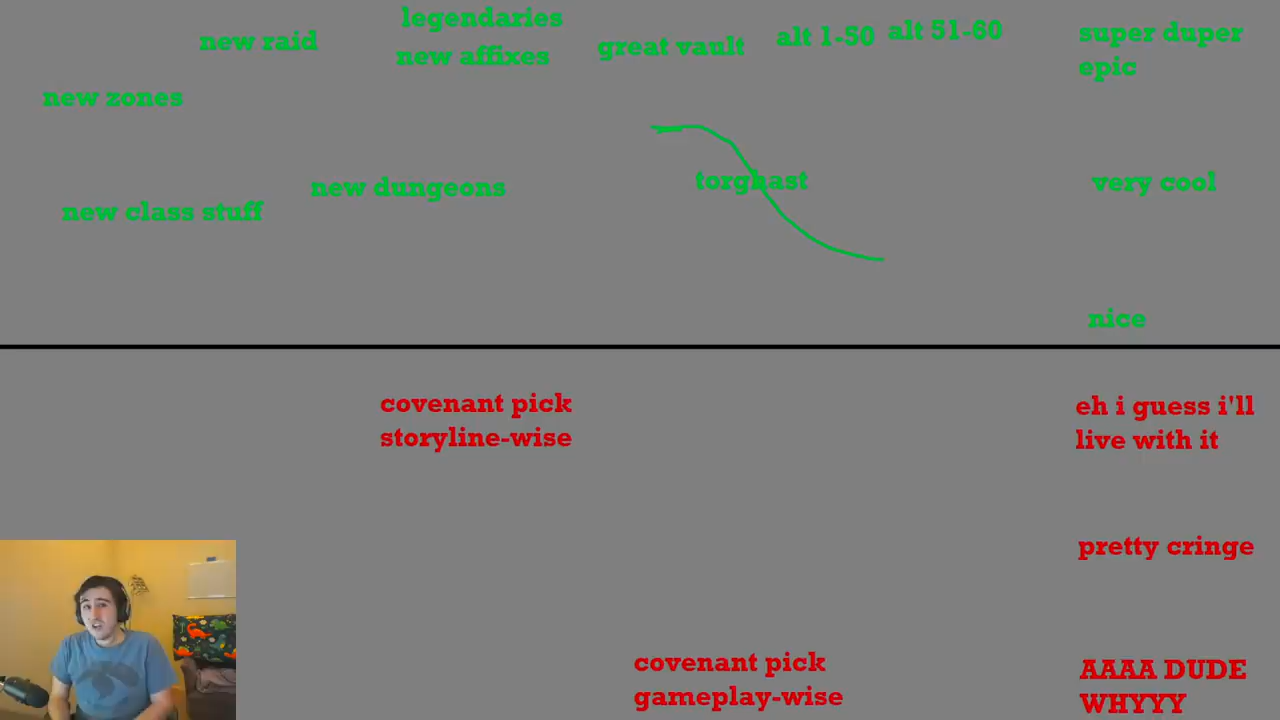 legendaries
new raid
new affixes
great vault
alt 1-50
alt 51-60
super duper
epic
new zones
new dungeons
new class stuff
torghast
very cool
nice
covenant pick
storyline-wise
eh i guess i'll
live with it
pretty cringe
covenant pick
gameplay-wise
AAAA DUDE
WHYYY